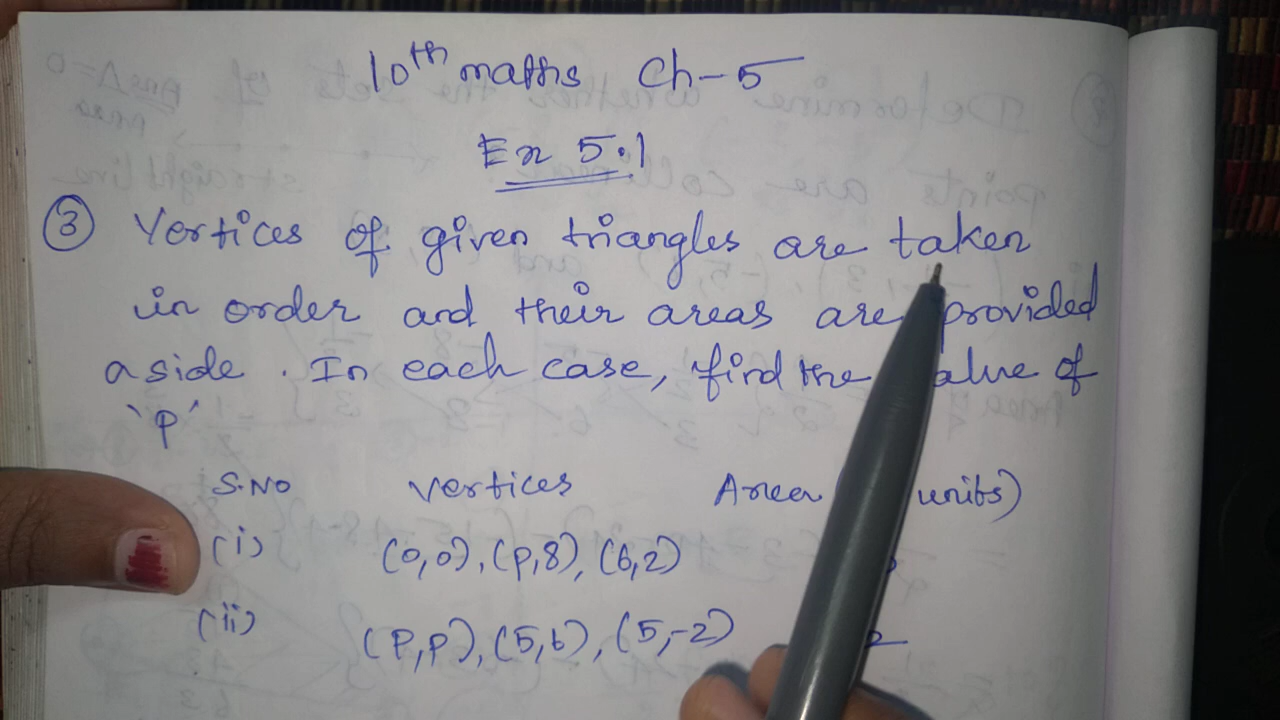 10th maths Ch-5
Ex 5.1
③ Vertices of given triangles are taken
in order and their areas are provided
aside. In each case, find the value of
'p'
S.No vertices Area units)
(i) (0,0), (p,8), (6,2)
(ii) (P,p), (5,6), (5,-2)